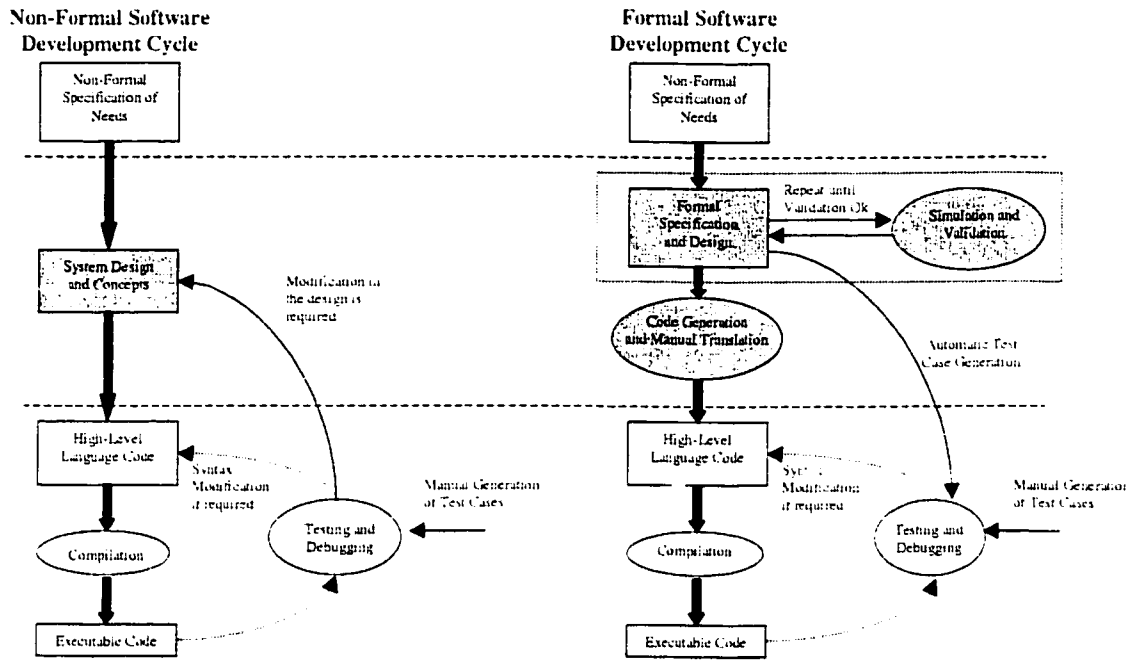 Non-Formal Software
Development Cycle
Non-Formal
Specification of
Needs
System Design
and Concepts
Modification in
the design is
required
High-Level
Language Code
Syntax
Modification
if required
Manual Generation
of Test Cases
Testing and
Debugging
Compilation
Executable Code
Formal Software
Development Cycle
Non-Formal
Specification of
Needs
Formal
Specification
and Design
Repeat until
Validation Ok
Simulation and
Validation
Code Generation
and Manual Translation
Automatic Test
Case Generation
High-Level
Language Code
Modification
if required
Manual Generation
of Test Cases
Testing and
Debugging
Compilation
Executable Code